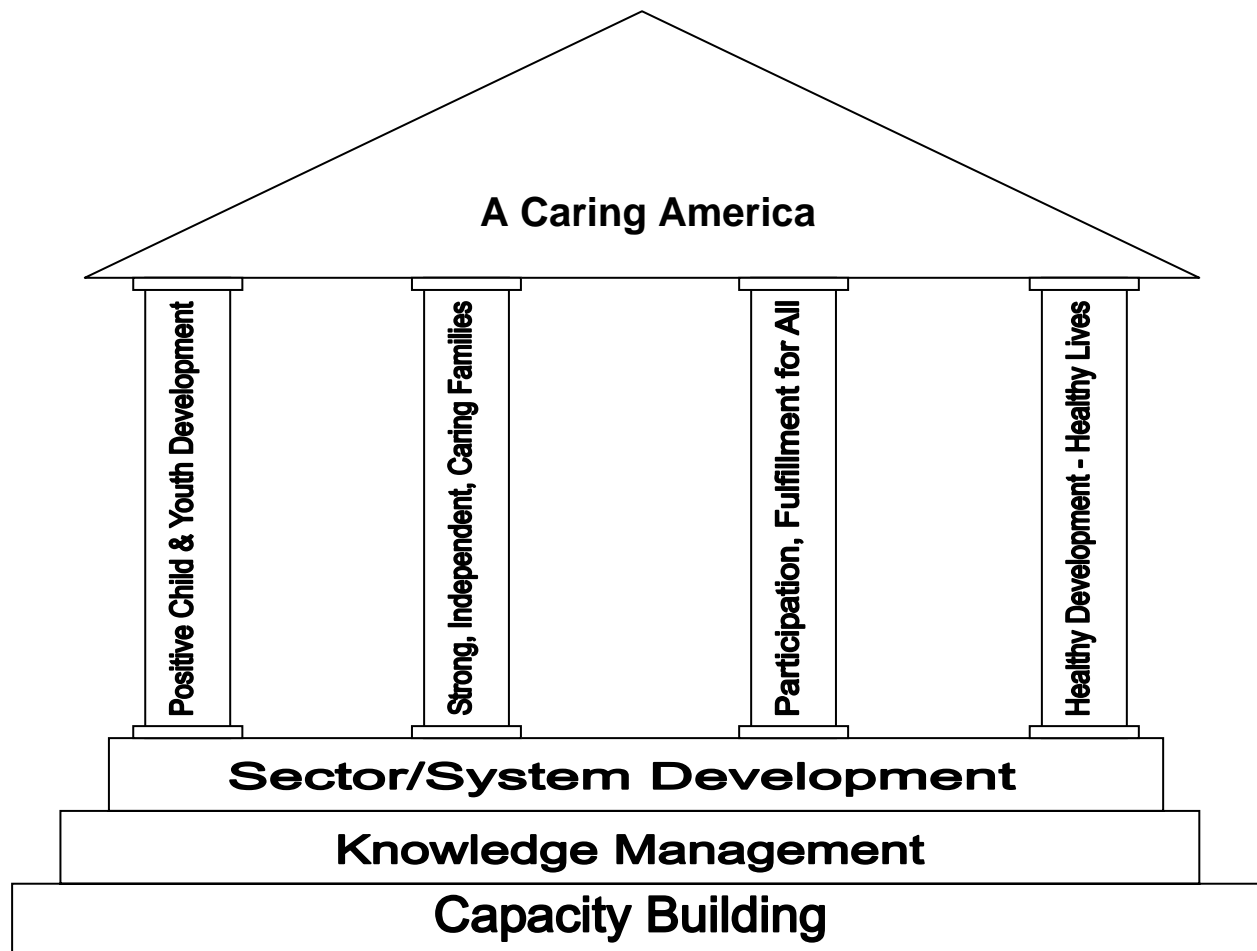 A Caring America
Positive Child & Youth Development
Strong, Independent, Caring Families
Participation, Fulfillment for All
Healthy Development - Healthy Lives
Sector/System Development
Knowledge Management
Capacity Building